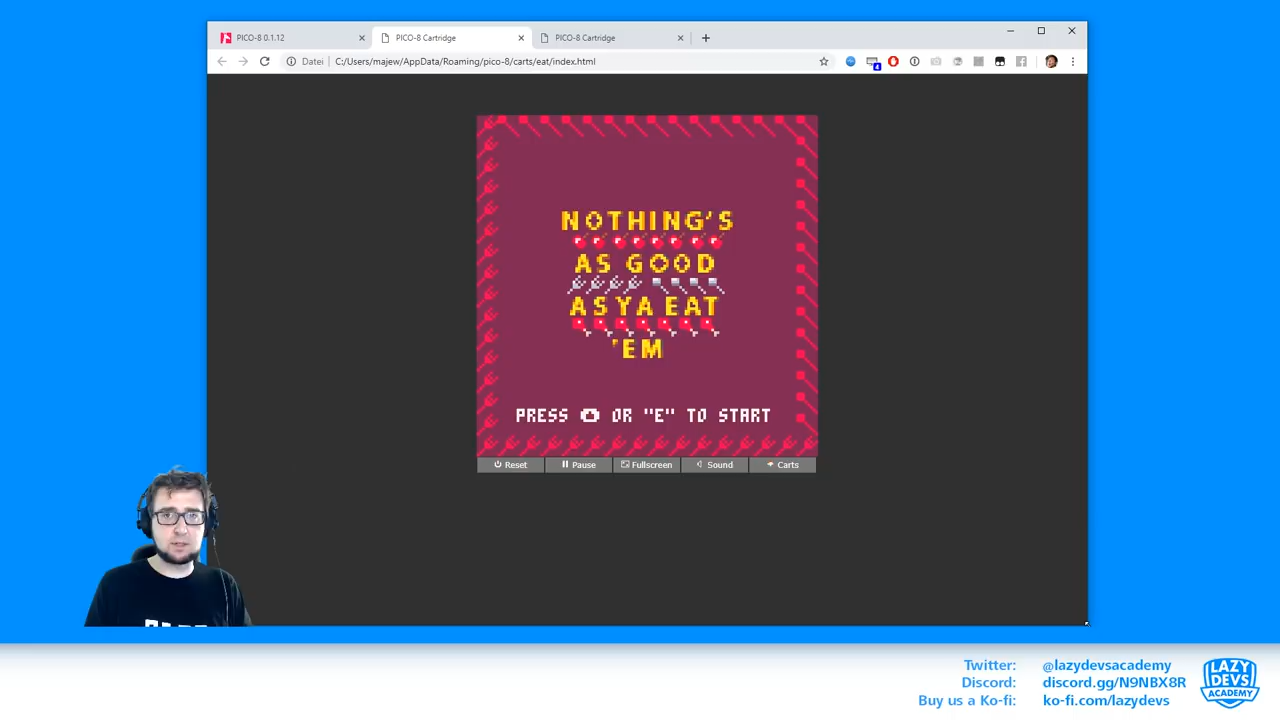 PICO-8 0.1.12
PICO-8 Cartridge
PICO-8 Cartridge
Datei
C:/Users/majew/AppData/Roaming/pico-8/carts/eat/index.html
NOTHING'S
AS GOOD
AS YA EAT
'EM
PRESS OR "E" TO START
Reset
Pause
Fullscreen
Sound
Carts
Twitter: @lazydevsacademy
Discord: discord.gg/N9NBX8R
Buy us a Ko-fi: ko-fi.com/lazydevs
LAZY
DEVS
ACADEMY